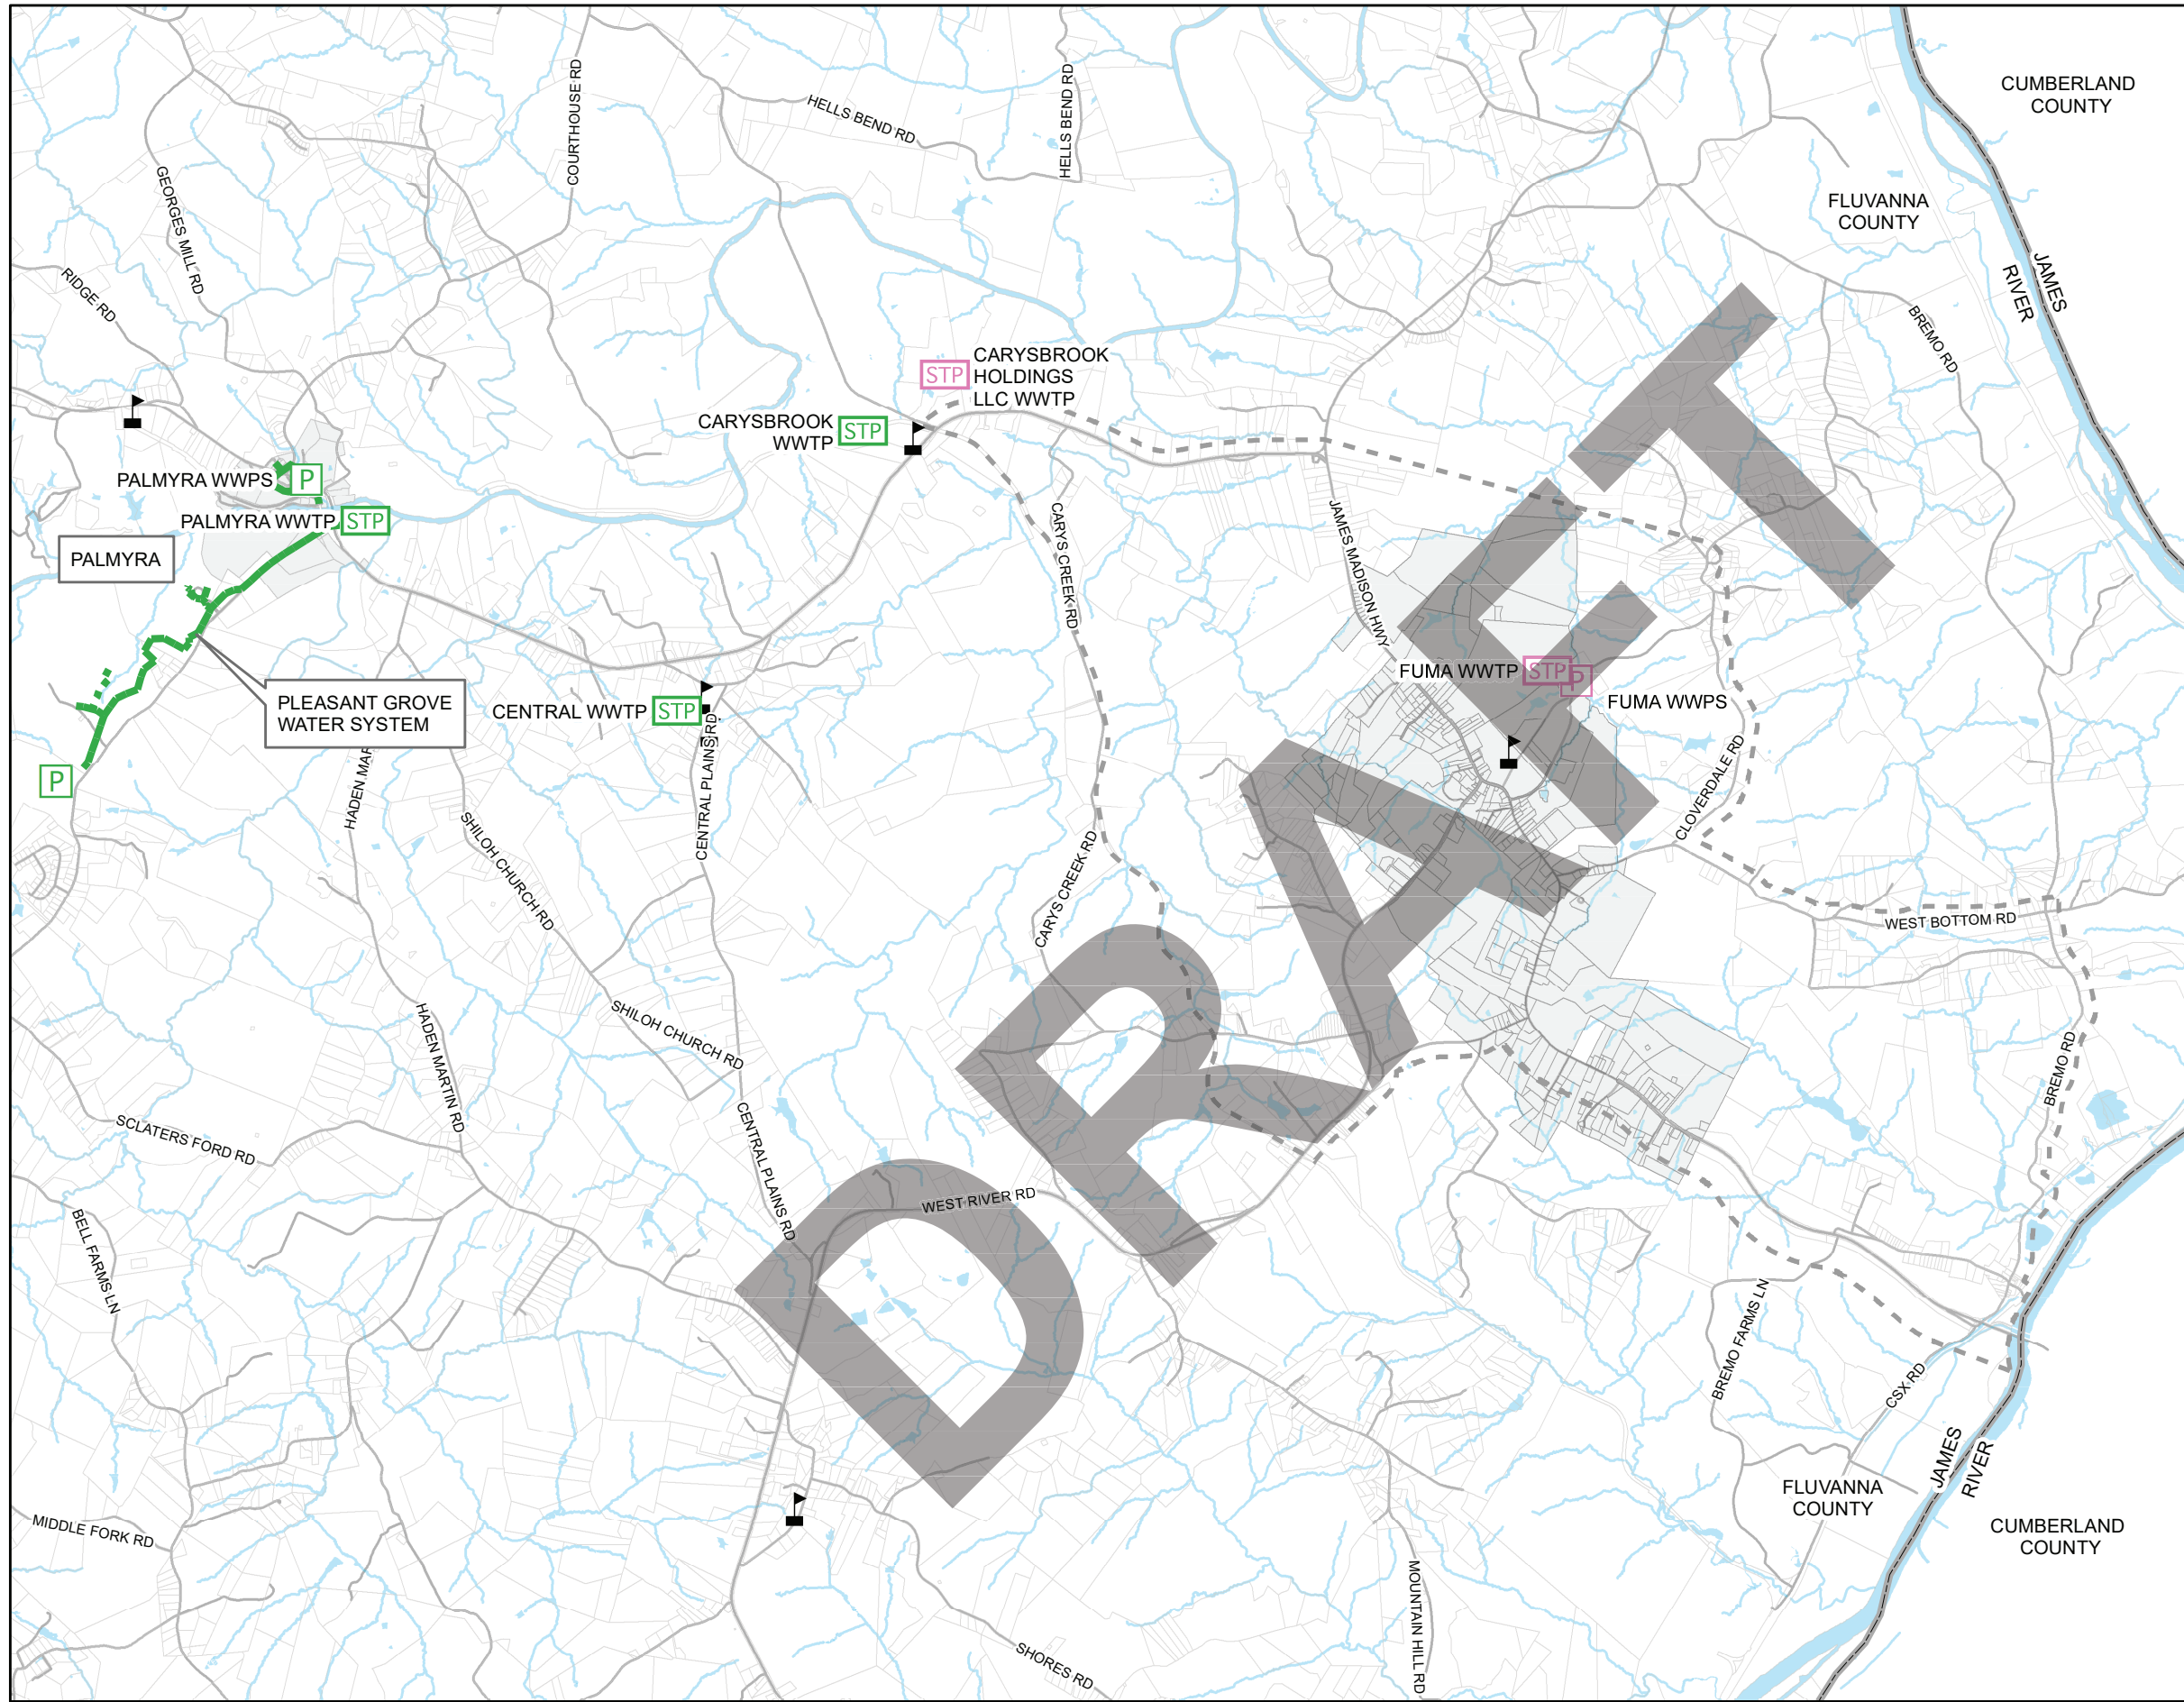 CUMBERLAND
COUNTY
COURTHOUSE RD
HELLS BEND RD
HELLS BEND RD
GEORGES MILL RD
FLUVANNA
COUNTY
RIDGE RD
JAMES
RIVER
BREMO RD
STP
CARYSBROOK
HOLDINGS
LLC WWTP
CARYSBROOK
WWTP
STP
PALMYRA WWPS
P
PALMYRA WWTP
STP
PALMYRA
CARYS CREEK RD
JAMES MADISON HWY
FUMA WWTP
STP
P
FUMA WWPS
PLEASANT GROVE
WATER SYSTEM
CENTRAL WWTP
STP
P
HADEN MAR
CENTRAL PLAINS RD
CLOVERDALE RD
SHILOH CHURCH RD
CARYS CREEK RD
WEST BOTTOM RD
SHILOH CHURCH RD
HADEN MARTIN RD
BREMO RD
SCLATERS FORD RD
CENTRAL PLAINS RD
WEST RIVER RD
BELL FARMS LN
BREMO FARMS LN
CSX RD
JAMES
RIVER
FLUVANNA
COUNTY
CUMBERLAND
COUNTY
MIDDLE FORK RD
MOUNTAIN HILL RD
SHORES RD
DRAFT